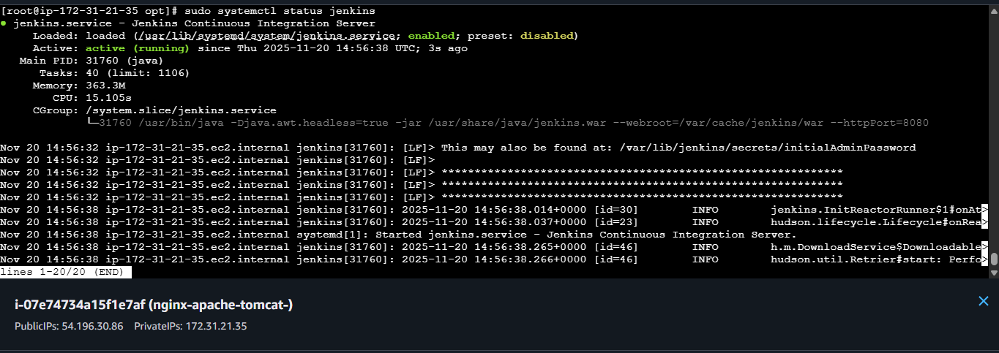 [root@ip-172-31-21-35 opt]# sudo systemctl status jenkins
● jenkins.service - Jenkins Continuous Integration Server
     Loaded: loaded (/usr/lib/systemd/system/jenkins.service; enabled; preset: disabled)
     Active: active (running) since Thu 2025-11-20 14:56:38 UTC; 3s ago
   Main PID: 31760 (java)
      Tasks: 40 (limit: 1106)
     Memory: 363.3M
        CPU: 15.105s
     CGroup: /system.slice/jenkins.service
             └─31760 /usr/bin/java -Djava.awt.headless=true -jar /usr/share/java/jenkins.war --webroot=/var/cache/jenkins/war --httpPort=8080
Nov 20 14:56:32 ip-172-31-21-35.ec2.internal jenkins[31760]: [LF]> This may also be found at: /var/lib/jenkins/secrets/initialAdminPassword
Nov 20 14:56:32 ip-172-31-21-35.ec2.internal jenkins[31760]: [LF]>
Nov 20 14:56:32 ip-172-31-21-35.ec2.internal jenkins[31760]: [LF]> *************************************************************
Nov 20 14:56:32 ip-172-31-21-35.ec2.internal jenkins[31760]: [LF]> *************************************************************
Nov 20 14:56:32 ip-172-31-21-35.ec2.internal jenkins[31760]: [LF]> *************************************************************
Nov 20 14:56:38 ip-172-31-21-35.ec2.internal jenkins[31760]: 2025-11-20 14:56:38.014+0000 [id=30]        INFO        jenkins.InitReactorRunner$1#onAt>
Nov 20 14:56:38 ip-172-31-21-35.ec2.internal jenkins[31760]: 2025-11-20 14:56:38.037+0000 [id=23]        INFO        hudson.lifecycle.Lifecycle#onRea>
Nov 20 14:56:38 ip-172-31-21-35.ec2.internal systemd[1]: Started jenkins.service - Jenkins Continuous Integration Server.
Nov 20 14:56:38 ip-172-31-21-35.ec2.internal jenkins[31760]: 2025-11-20 14:56:38.265+0000 [id=46]        INFO        h.m.DownloadService$Downloadable>
Nov 20 14:56:38 ip-172-31-21-35.ec2.internal jenkins[31760]: 2025-11-20 14:56:38.266+0000 [id=46]        INFO        hudson.util.Retrier#start: Perfo>
lines 1-20/20 (END)
i-07e74734a15f1e7af (nginx-apache-tomcat-)
PublicIPs: 54.196.30.86    PrivateIPs: 172.31.21.35